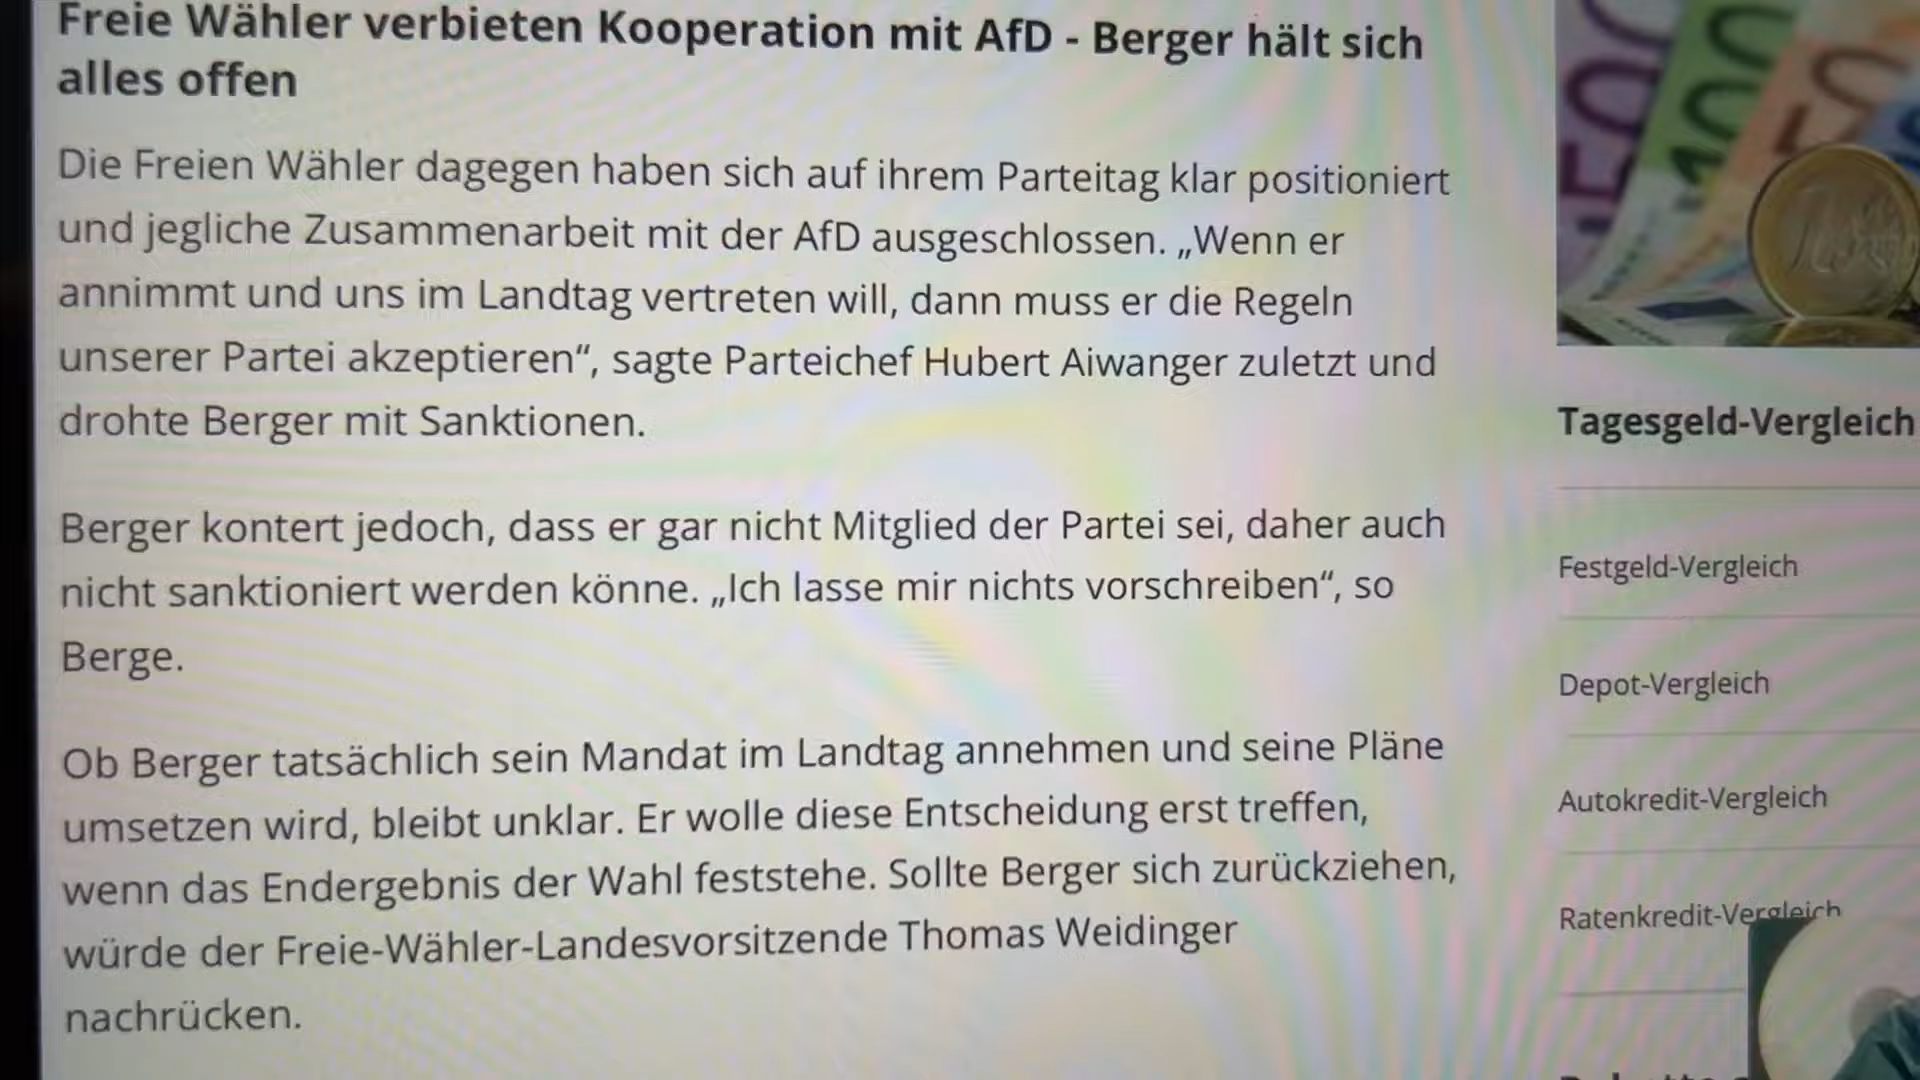 Freie Wähler verbieten Kooperation mit AfD - Berger hält sich
alles offen
Die Freien Wähler dagegen haben sich auf ihrem Parteitag klar positioniert
und jegliche Zusammenarbeit mit der AfD ausgeschlossen. „Wenn er
annimmt und uns im Landtag vertreten will, dann muss er die Regeln
unserer Partei akzeptieren“, sagte Parteichef Hubert Aiwanger zuletzt und
drohte Berger mit Sanktionen.
Berger kontert jedoch, dass er gar nicht Mitglied der Partei sei, daher auch
nicht sanktioniert werden könne. „Ich lasse mir nichts vorschreiben“, so
Berge.
Ob Berger tatsächlich sein Mandat im Landtag annehmen und seine Pläne
umsetzen wird, bleibt unklar. Er wolle diese Entscheidung erst treffen,
wenn das Endergebnis der Wahl feststehe. Sollte Berger sich zurückziehen,
würde der Freie-Wähler-Landesvorsitzende Thomas Weidinger
nachrücken.
500
100
50
Tagesgeld-Vergleich
Festgeld-Vergleich
Depot-Vergleich
Autokredit-Vergleich
Ratenkredit-Vergleich